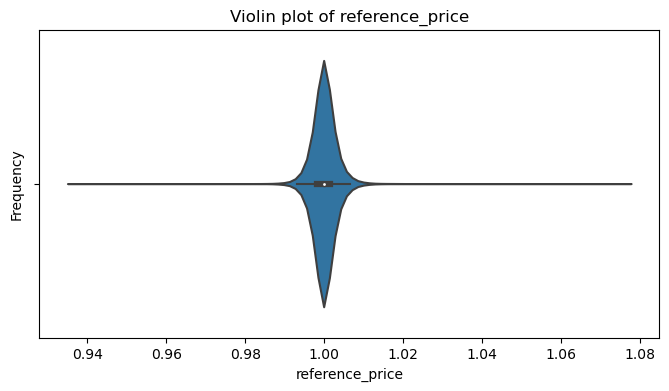 Violin plot of reference_price
Frequency
0.94 0.96 0.98 1.00 1.02 1.04 1.06 1.08
reference_price